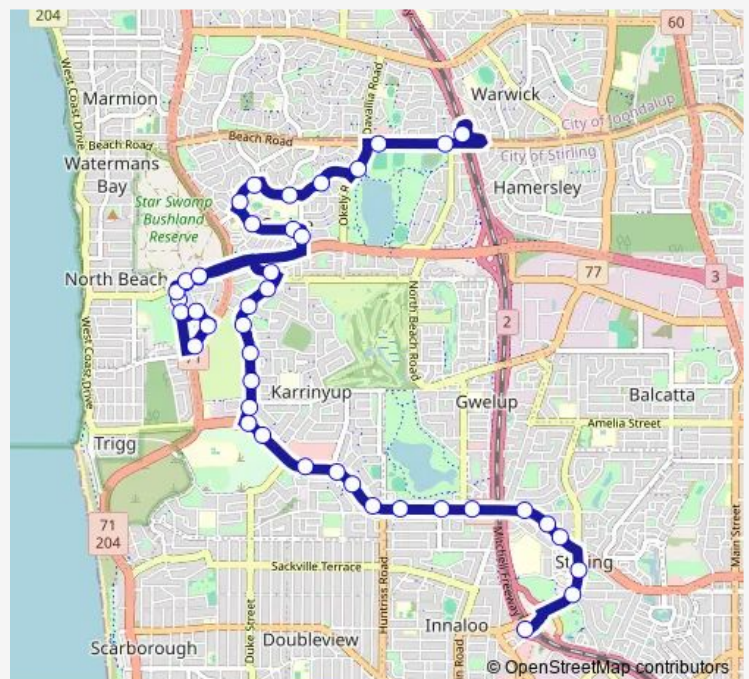 204
60
Marmion
Warwick
West Coast Drive
Davallia Road
Beach Road
City of Joondalup
Beach Road
City of Stirling
Watermans
Bay
Hamersley
Okely R
Star Swamp
Bushland
Reserve
North Beach
77
3
North Beach Road
2
West Coast Drive
Karrinyup
Gwelup
Balcatta
Amelia Street
Trigg
71
204
Mitchell Freeway
Main Street
Sackville Terrace
Huntriss Road
Duke Street
Innaloo
Doubleview
Scarborough
© OpenStreetMap contributors